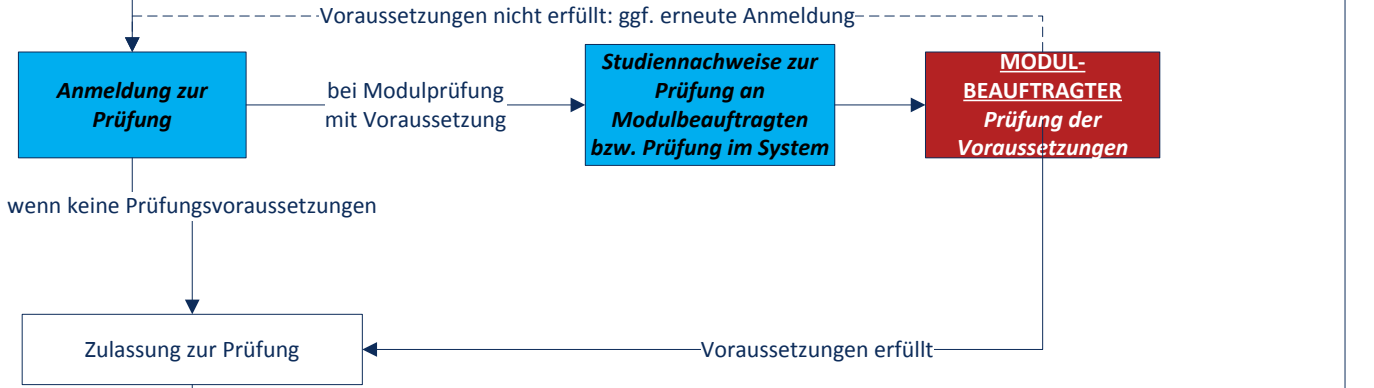 Voraussetzungen nicht erfüllt: ggf. erneute Anmeldung
Anmeldung zur
Prüfung
bei Modulprüfung
mit Voraussetzung
Studiennachweise zur
Prüfung an
Modulbeauftragten
bzw. Prüfung im System
MODUL-
BEAUFTRAGTER
Prüfung der
Voraussetzungen
wenn keine Prüfungsvoraussetzungen
Zulassung zur Prüfung
Voraussetzungen erfüllt